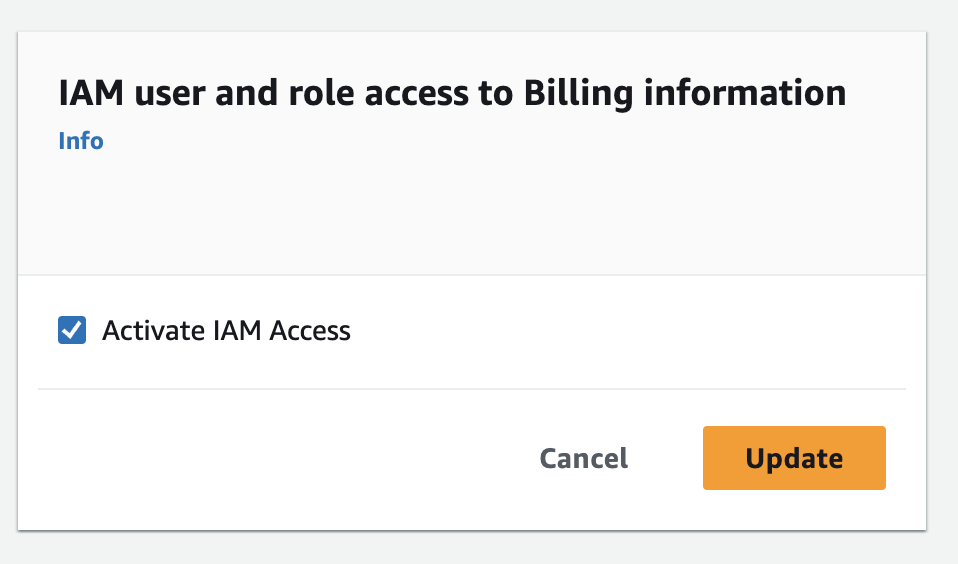 IAM user and role access to Billing information
Info
Activate IAM Access
Cancel
Update